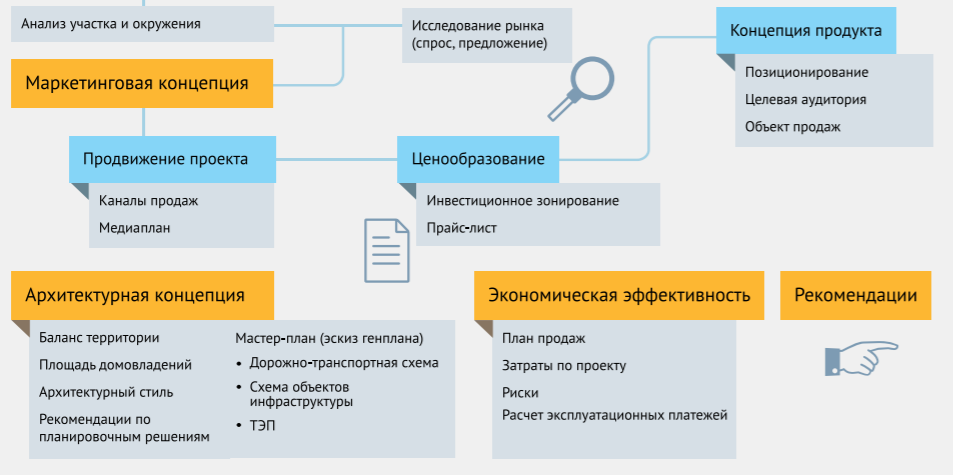 Анализ участка и окружения
Исследование рынка
(спрос, предложение)
Концепция продукта
Позиционирование
Целевая аудитория
Объект продаж
Маркетинговая концепция
Продвижение проекта
Каналы продаж
Медиаплан
Ценообразование
Инвестиционное зонирование
Прайс-лист
Архитектурная концепция
Баланс территории
Площадь домовладений
Архитектурный стиль
Рекомендации по
планировочным решениям
Мастер-план (эскиз генплана)
• Дорожно-транспортная схема
• Схема объектов
инфраструктуры
• ТЭП
Экономическая эффективность
План продаж
Затраты по проекту
Риски
Расчет эксплуатационных платежей
Рекомендации